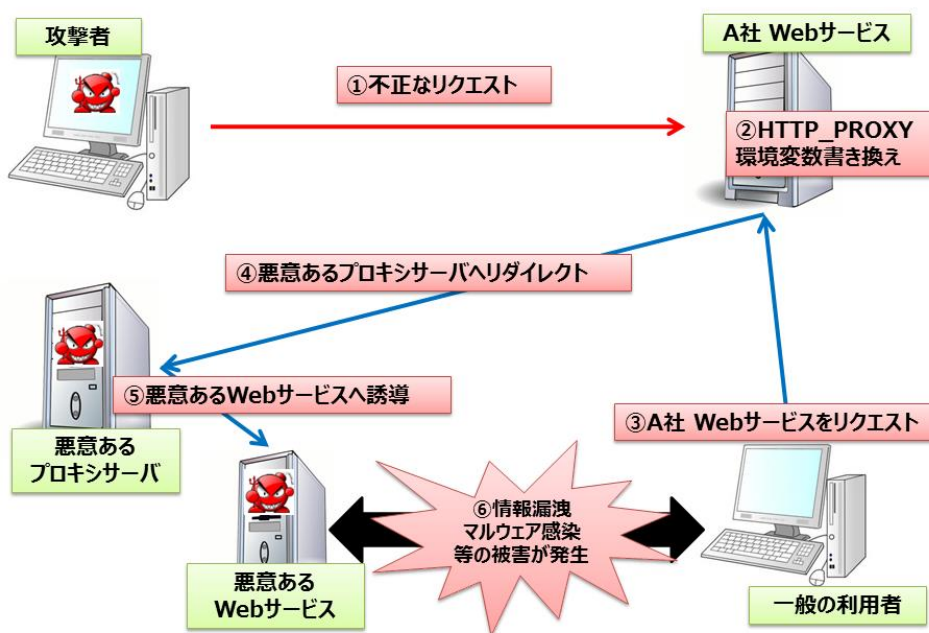 攻撃者
A社 Webサービス
①不正なリクエスト
②HTTP_PROXY
環境変数書き換え
④悪意あるプロキシサーバへリダイレクト
⑤悪意あるWebサービスへ誘導
③A社 Webサービスをリクエスト
悪意ある
プロキシサーバ
⑥情報漏洩
マルウェア感染
等の被害が発生
悪意ある
Webサービス
一般の利用者